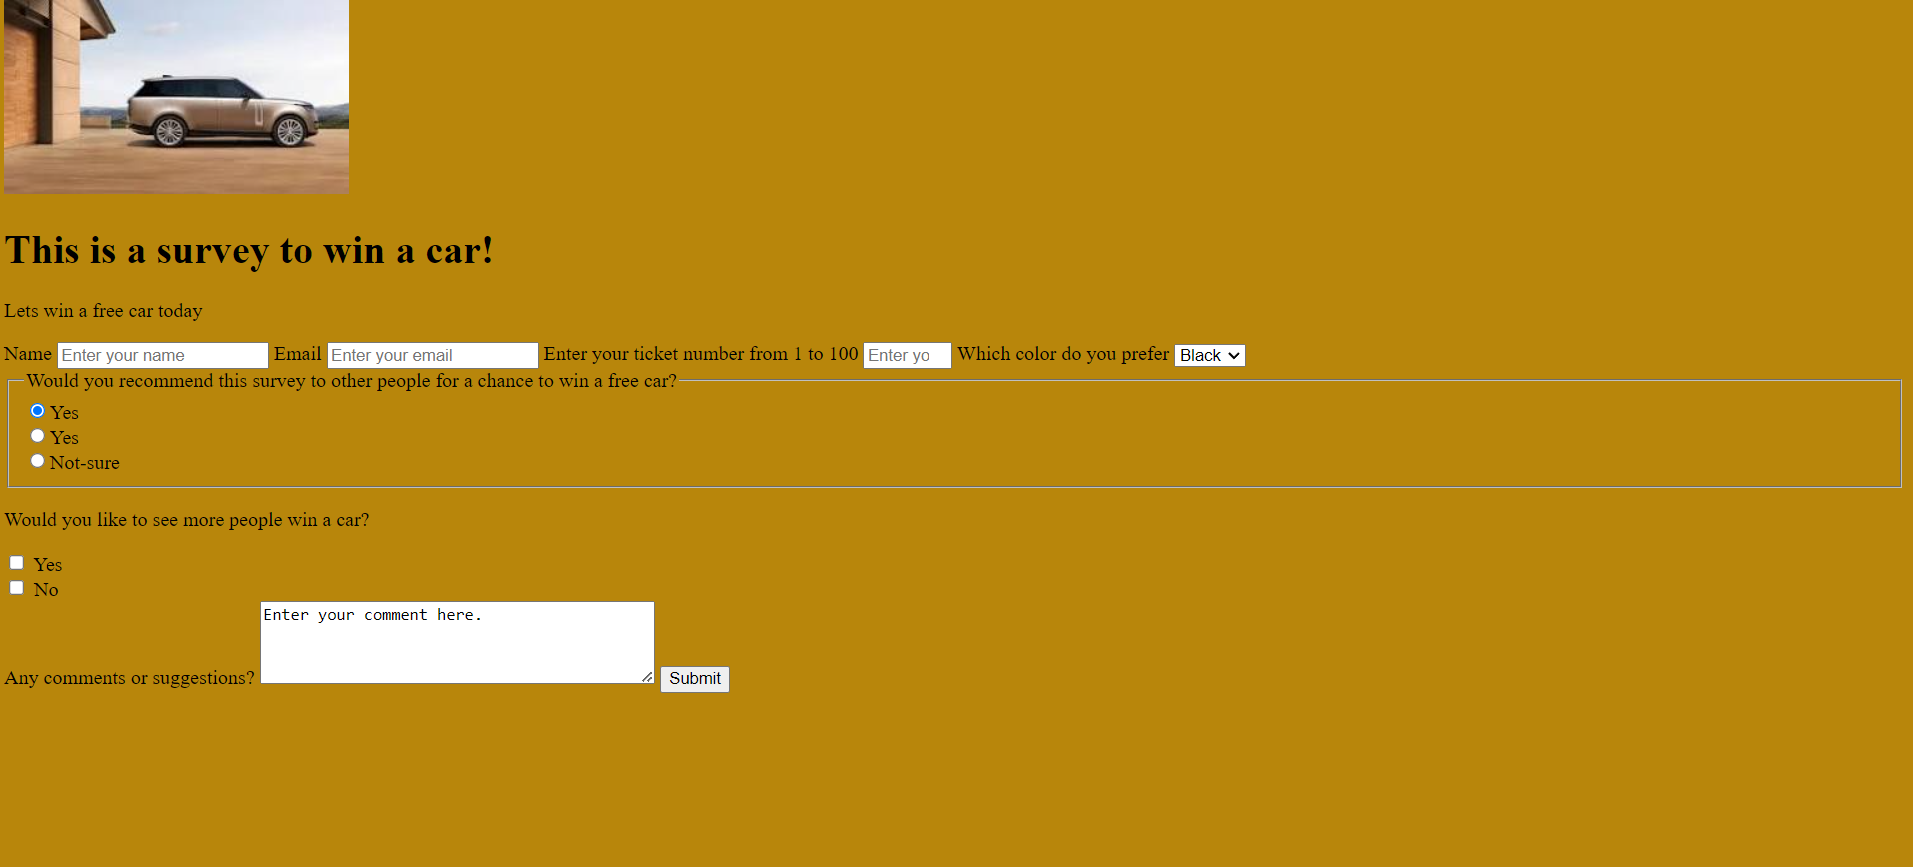 This is a survey to win a car!
Lets win a free car today
Name Enter your name Email Enter your email Enter your ticket number from 1 to 100 Enter yo Which color do you prefer Black
Would you recommend this survey to other people for a chance to win a free car?
Yes
Yes
Not-sure
Would you like to see more people win a car?
Yes
No
Enter your comment here.
Any comments or suggestions? Submit